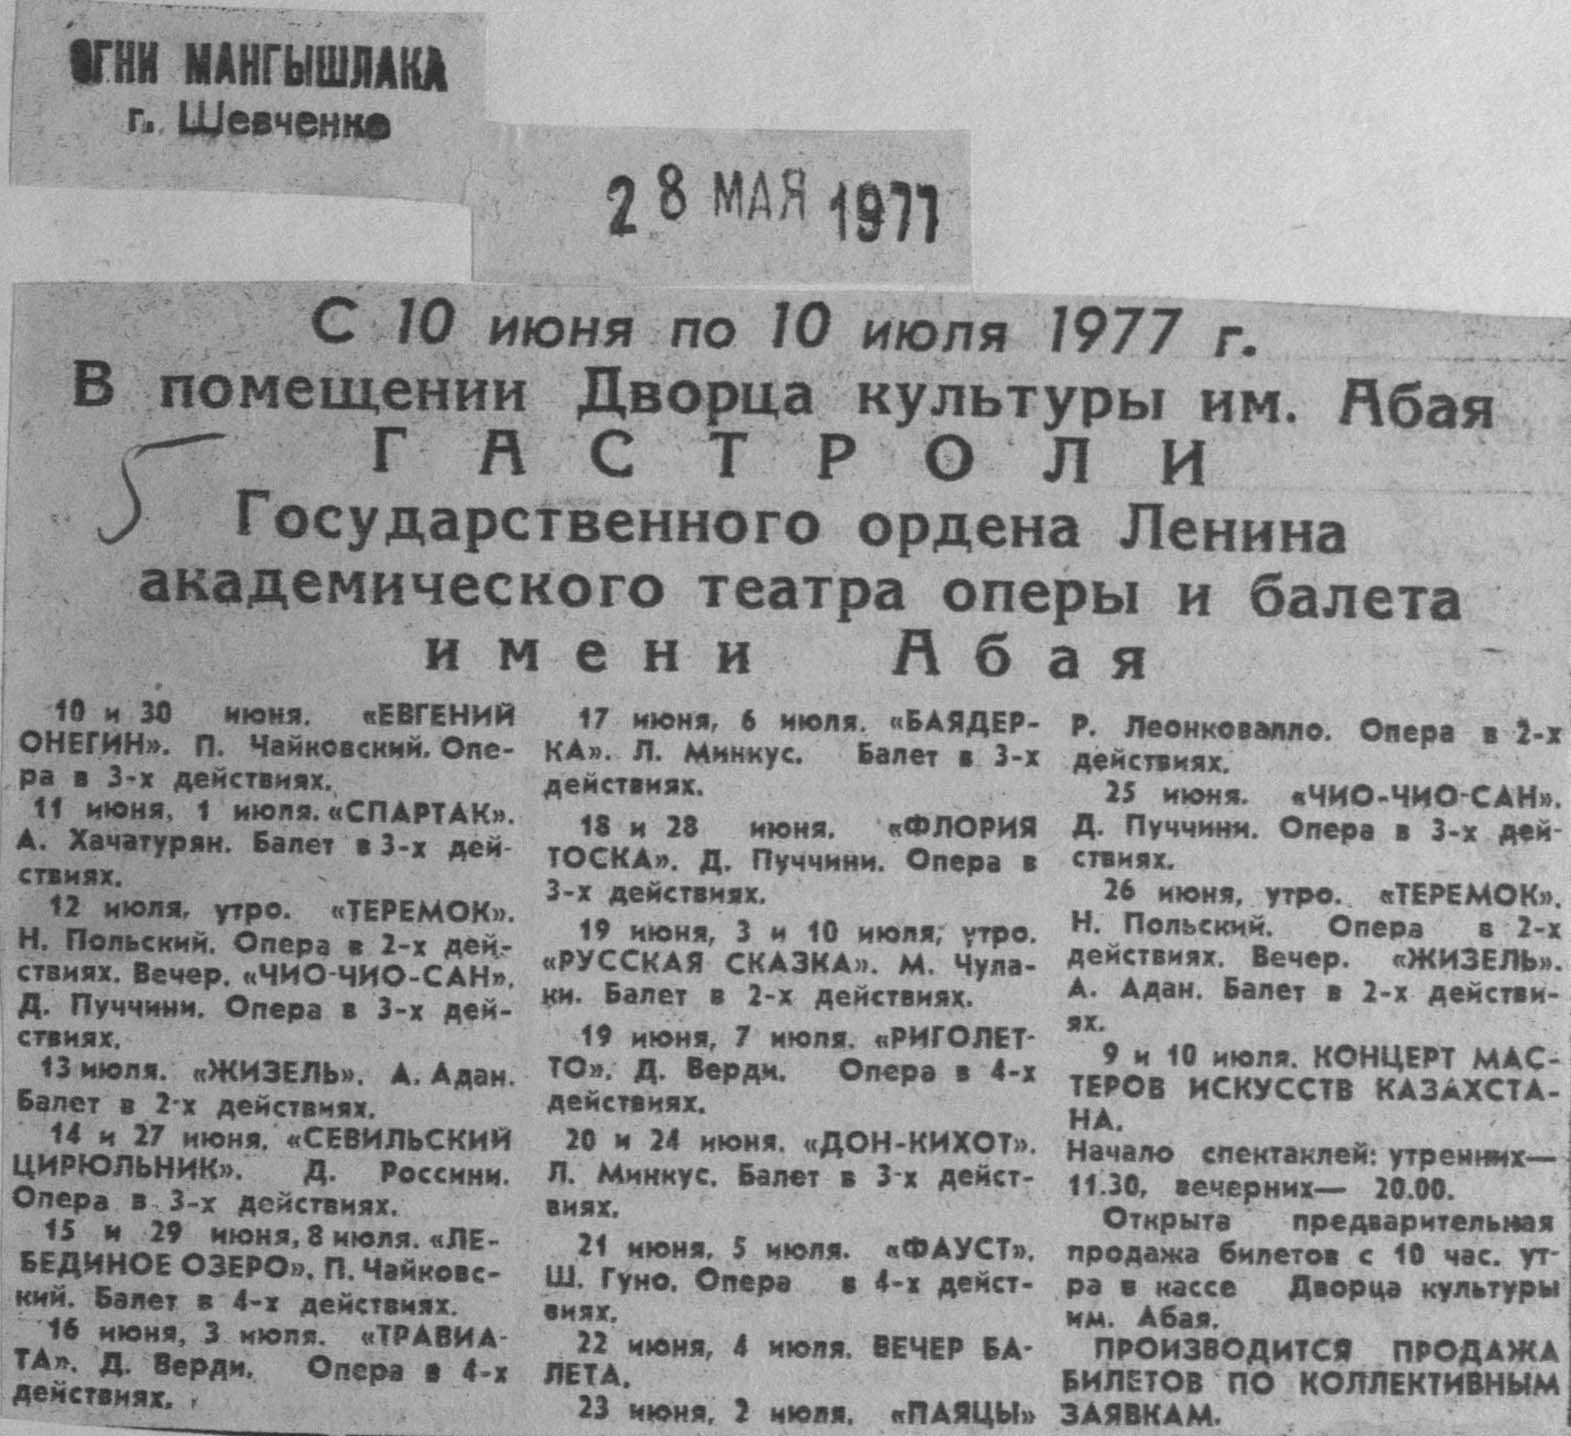 ОГНИ МАНГЫШЛАКА
г. Шевченко
28 МАЯ 1977
С 10 июня по 10 июля 1977 г.
В помещении Дворца культуры им. Абая
ГАСТРОЛИ
Государственного ордена Ленина
академического театра оперы и балета
имени Абая
10 и 30 июня. «ЕВГЕНИЙ
ОНЕГИН». П. Чайковский. Опе-
ра в 3-х действиях.
11 июня, 1 июля. «СПАРТАК».
А. Хачатурян. Балет в 3-х дей-
ствиях.
12 июля, утро. «ТЕРЕМОК».
Н. Польский. Опера в 2-х дей-
ствиях. Вечер. «ЧИО-ЧИО-САН».
Д. Пуччини. Опера в 3-х дей-
ствиях.
13 июля. «ЖИЗЕЛЬ». А. Адан.
Балет в 2-х действиях.
14 и 27 июня. «СЕВИЛЬСКИЙ
ЦИРЮЛЬНИК». Д. Россини.
Опера в 3-х действиях.
15 и 29 июня, 8 июля. «ЛЕ-
БЕДИНОЕ ОЗЕРО». П. Чайковс-
кий. Балет в 4-х действиях.
16 июня, 3 июля. «ТРАВИА-
ТА». Д. Верди. Опера в 4-х
действиях.
17 июня, 6 июля. «БАЯДЕР-
КА». Л. Минкус. Балет в 3-х
действиях.
18 и 28 июня. «ФЛОРИЯ
ТОСКА». Д. Пуччини. Опера в
3-х действиях.
19 июня, 3 и 10 июля, утро.
«РУССКАЯ СКАЗКА». М. Чула-
ки. Балет в 2-х действиях.
19 июня, 7 июля. «РИГОЛЕТ-
ТО». Д. Верди. Опера в 4-х
действиях.
20 и 24 июня. «ДОН-КИХОТ».
Л. Минкус. Балет в 3-х дейст-
виях.
21 июня, 5 июля. «ФАУСТ».
Ш. Гуно. Опера в 4-х дейст-
виях.
22 июня, 4 июля. ВЕЧЕР БА-
ЛЕТА.
23 июня, 2 июля. «ПАЯЦЫ»
Р. Леонковалло. Опера в 2-х
действиях.
25 июня. «ЧИО-ЧИО-САН».
Д. Пуччини. Опера в 3-х дей-
ствиях.
26 июня, утро. «ТЕРЕМОК».
Н. Польский. Опера в 2-х
действиях. Вечер. «ЖИЗЕЛЬ».
А. Адан. Балет в 2-х действи-
ях.
9 и 10 июля. КОНЦЕРТ МАС-
ТЕРОВ ИСКУССТВ КАЗАХСТА-
НА.
Начало спектаклей: утренних—
11.30, вечерних— 20.00.
Открыта предварительная
продажа билетов с 10 час. ут-
ра в кассе Дворца культуры
им. Абая.
ПРОИЗВОДИТСЯ ПРОДАЖА
БИЛЕТОВ ПО КОЛЛЕКТИВНЫМ
ЗАЯВКАМ.